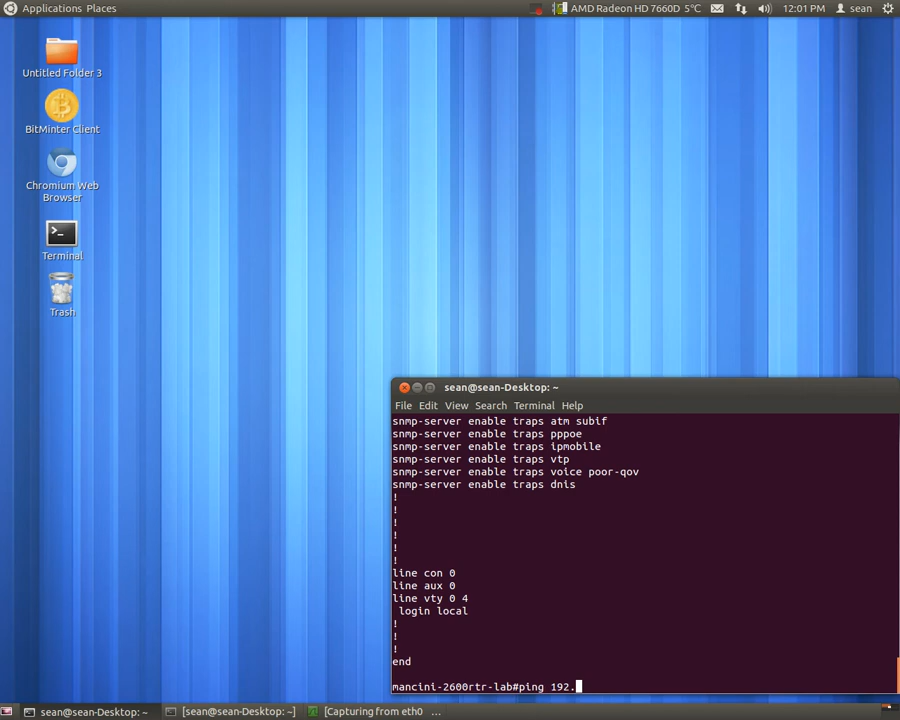 Applications Places
AMD Radeon HD 7660D 5°C
12:01 PM
sean
Untitled Folder 3
BitMinter Client
Chromium Web
Browser
Terminal
Trash
sean@sean-Desktop: ~
File Edit View Search Terminal Help
snmp-server enable traps atm subif
snmp-server enable traps pppoe
snmp-server enable traps ipmobile
snmp-server enable traps vtp
snmp-server enable traps voice poor-qov
snmp-server enable traps dnis
!
!
!
!
!
!
line con 0
line aux 0
line vty 0 4
login local
!
!
!
end
mancini-2600rtr-lab#ping 192.
sean@sean-Desktop: ~
[sean@sean-Desktop: ~]
[Capturing from eth0 ...